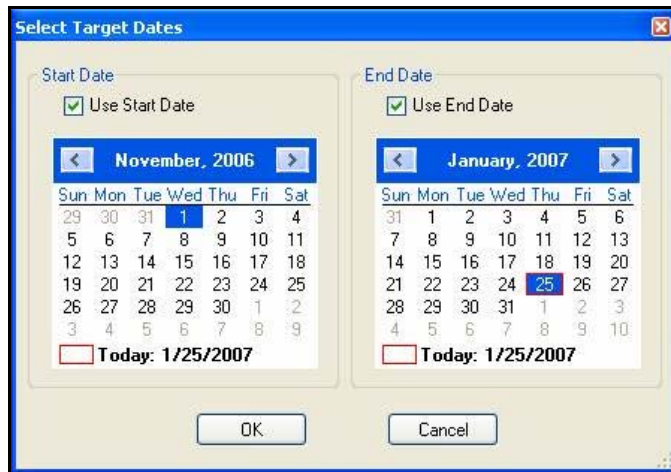 Select Target Dates
Start Date
Use Start Date
November, 2006
Sun Mon Tue Wed Thu Fri Sat
29 30 31 1 2 3 4
5 6 7 8 9 10 11
12 13 14 15 16 17 18
19 20 21 22 23 24 25
26 27 28 29 30 1 2
3 4 5 6 7 8 9
Today: 1/25/2007
End Date
Use End Date
January, 2007
Sun Mon Tue Wed Thu Fri Sat
31 1 2 3 4 5 6
7 8 9 10 11 12 13
14 15 16 17 18 19 20
21 22 23 24 25 26 27
28 29 30 31 1 2 3
4 5 6 7 8 9 10
Today: 1/25/2007
OK
Cancel